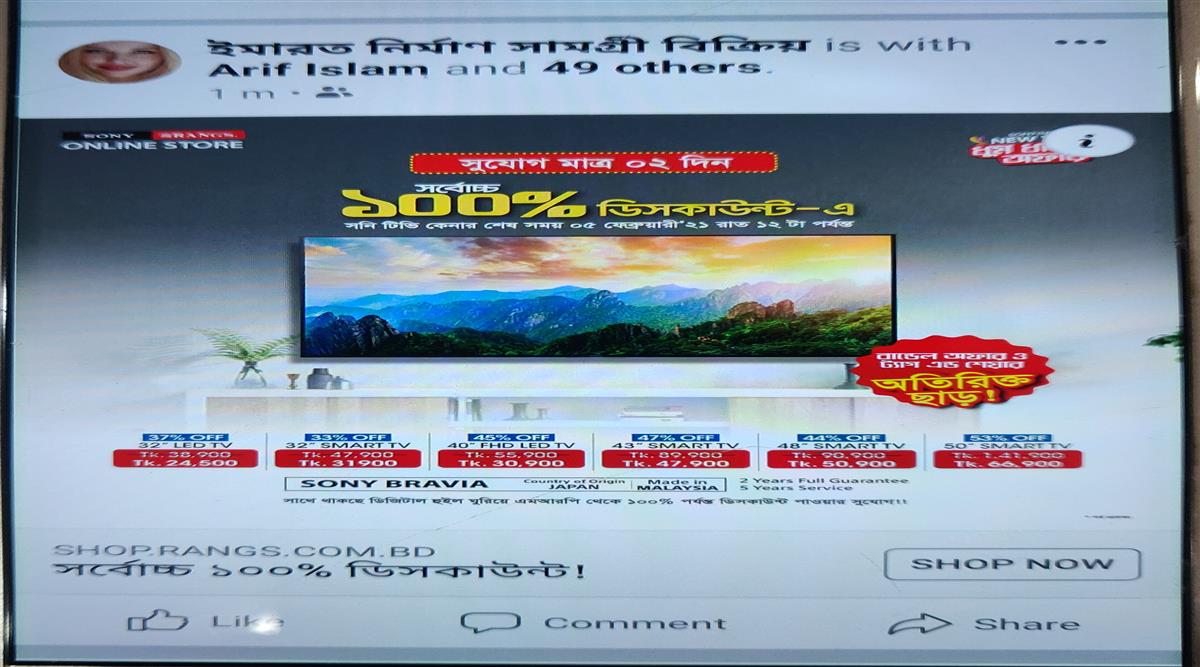 ইমারত নির্মাণ সামগ্রী বিক্রিয় is with
Arif Islam and 49 others.
1 m
SONY RANGS
ONLINE STORE
NEW
অফার
i
সুযোগ মাত্র ০২ দিন
সর্বোচ্চ
১০০% ডিসকাউন্ট-এ
সনি টিভি কেনার শেষ সময় ০৫ ফেব্রুয়ারী'২১ রাত ১২ টা পর্যন্ত
বান্ডেল অফার ও
ট্যাগ এন্ড শেয়ার
অতিরিক্ত
ছাড়!
37% OFF
32" LED TV
Tk. 38,900
Tk. 24,500
33% OFF
32" SMART TV
Tk. 47,900
Tk. 31900
45% OFF
40" FHD LED TV
Tk. 55,900
Tk. 30,900
47% OFF
43" SMART TV
Tk. 89,900
Tk. 47,900
44% OFF
48" SMART TV
Tk. 90,900
Tk. 50,900
53% OFF
50" SMART TV
Tk. 1,41,900
Tk. 66,900
SONY BRAVIA
Country of Origin
JAPAN
Made in
MALAYSIA
2 Years Full Guarantee
5 Years Service
সাথে থাকছে ডিজিটাল হুইল ঘুরিয়ে এমআরপি থেকে ১০০% পর্যন্ত ডিসকাউন্ট পাওয়ার সুযোগ!!
SHOP.RANGS.COM.BD
সর্বোচ্চ ১০০% ডিসকাউন্ট!
SHOP NOW
Like
Comment
Share